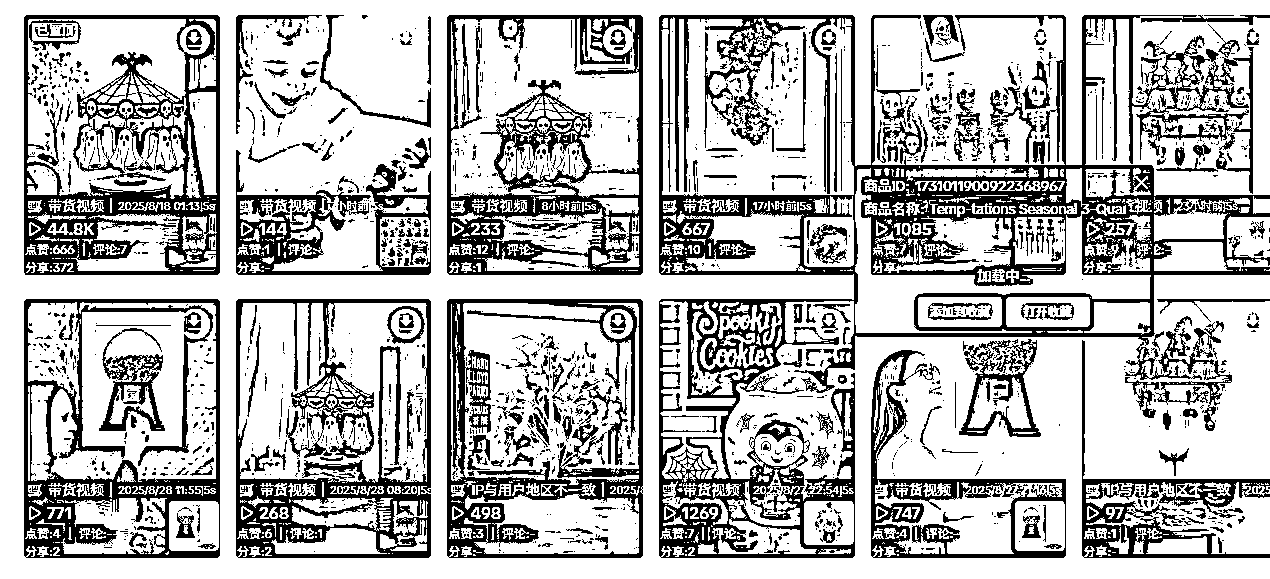 已置顶
带货视频 | 2025/8/18 01:13|5s
44.8K
点赞:666 | 评论:7
分享:372
带货视频
144
点赞:1 | 评论:
分享:
带货视频 | 8小时前|5s
233
点赞:12 | 评论:
分享:1
带货视频 | 17小时前|5s
667
点赞:10 | 评论:
分享:
1085
点赞:7 | 评论:
分享:
257
分享:
商品ID: 1731011900922368967
商品名称: Temp-tations Seasonal 3-Quar
加载中...
添加到收藏
打开收藏
带货视频 | 2025/8/28 11:55|5s
771
点赞:4 | 评论:
分享:2
带货视频 | 2025/8/28 08:20|5s
268
点赞:6 | 评论:1
分享:2
IP与用户地区不一致 | 2025/8
498
点赞:3 | 评论:
分享:
Spooky
Cookies
带货视频
1269
点赞:7 | 评论:
分享:2
带货视频
747
点赞:4 | 评论:
分享:
IP与用户地区不一致 | 2025
97
点赞: | 评论:
分享: